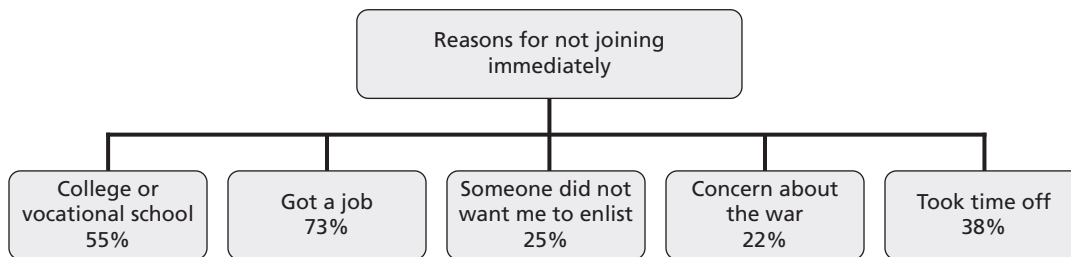 Reasons for not joining
immediately
College or
vocational school
55%
Got a job
73%
Someone did not
want me to enlist
25%
Concern about
the war
22%
Took time off
38%